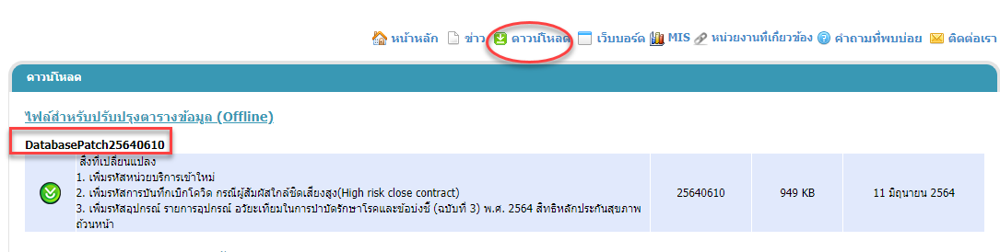 หน้าหลัก ข่าว ดาวน์โหลด เว็บบอร์ด MIS หน่วยงานที่เกี่ยวข้อง คำถามที่พบบ่อย ติดต่อเรา
ดาวน์โหลด
ไฟล์สำหรับปรับปรุงตารางข้อมูล (Offline)
DatabasePatch25640610
สิ่งที่เปลี่ยนแปลง
1. เพิ่มรหัสหน่วยบริการเข้าใหม่
2. เพิ่มรหัสการบันทึกเบิกโควิด กรณีผู้สัมผัสใกล้ชิดเสี่ยงสูง(High risk close contract)
3. เพิ่มรหัสอุปกรณ์ รายการอุปกรณ์ อวัยะเทียมในการบำบัดรักษาโรคและข้อบ่งชี้ (ฉบับที่ 3) พ.ศ. 2564 สิทธิหลักประกันสุขภาพ
ถ้วนหน้า
25640610 949 KB 11 มิถุนายน 2564